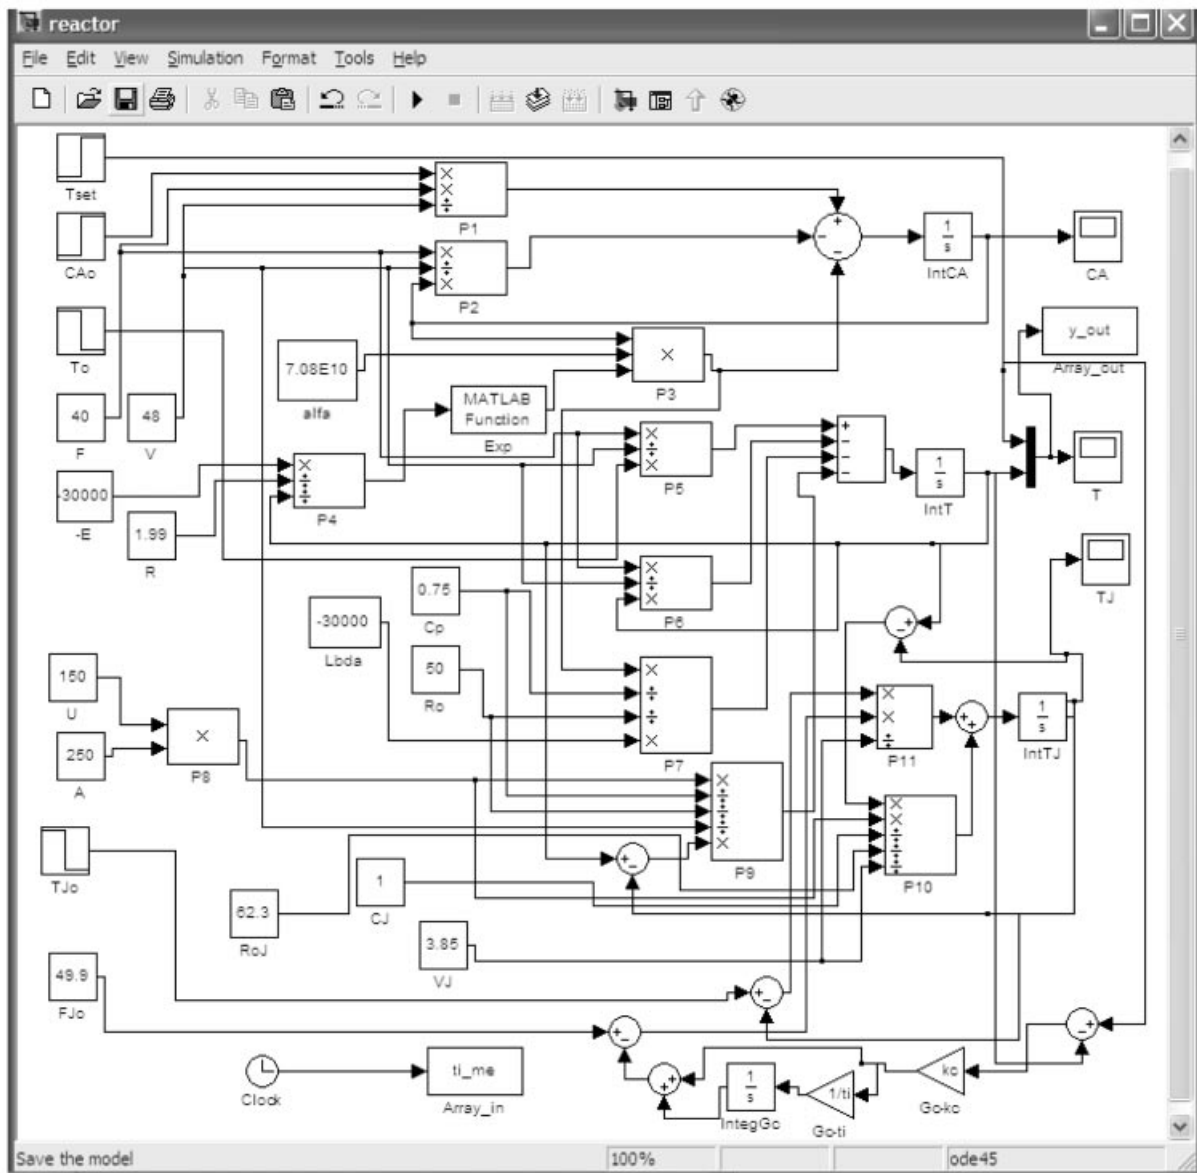 reactor
File Edit View Simulation Format Tools Help
Tset
P1
CAo
P2
1
s
IntCA
CA
To
y_out
Array_out
7.08E10
alfa
×
P3
MATLAB
Function
Exp
40
F
48
V
-30000
-E
P4
P5
1
s
IntT
T
1.99
R
0.75
Cp
P6
TJ
-30000
Lbda
50
Ro
P7
150
U
250
A
×
P8
P11
1
s
IntTJ
P9
P10
TJo
1
CJ
62.3
RoJ
3.85
VJ
49.9
FJo
Clock
ti_me
Array_in
1
s
IntegGc
1/ti
Gc-ti
kc
Gc-kc
Save the model 100% ode45